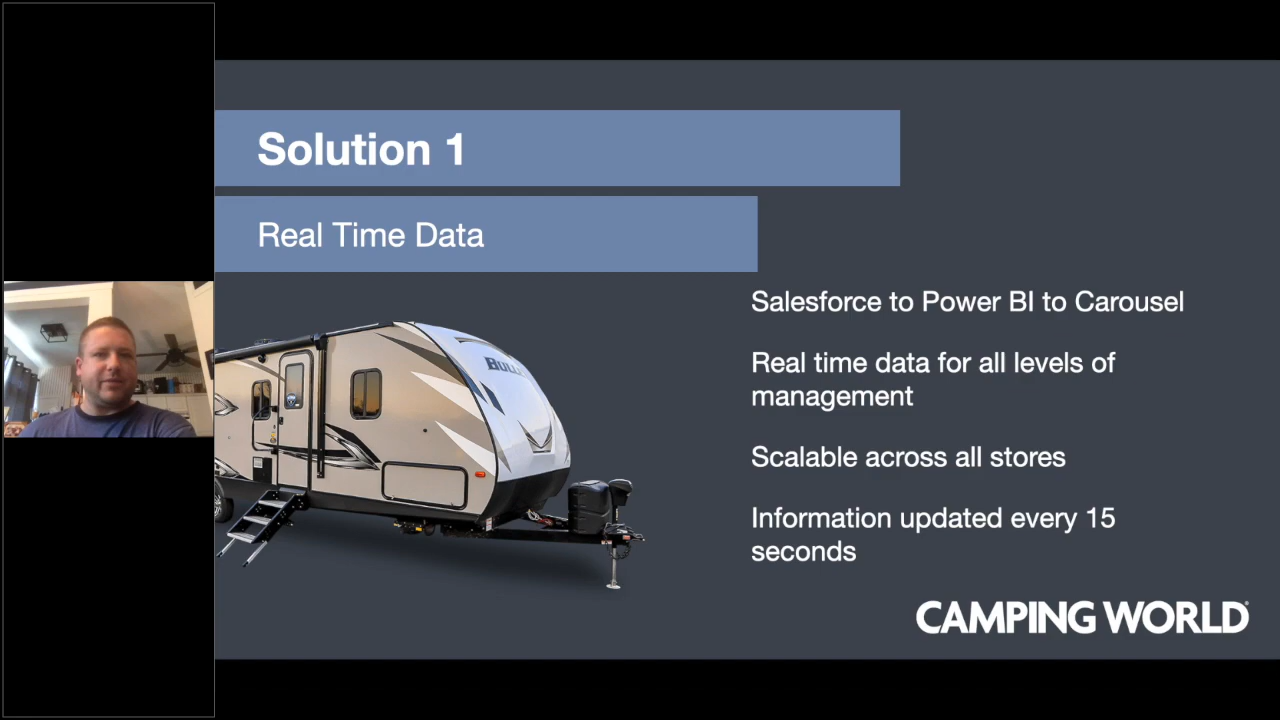 Solution 1
Real Time Data
Salesforce to Power BI to Carousel
Real time data for all levels of
management
Scalable across all stores
Information updated every 15
seconds
CAMPING WORLD